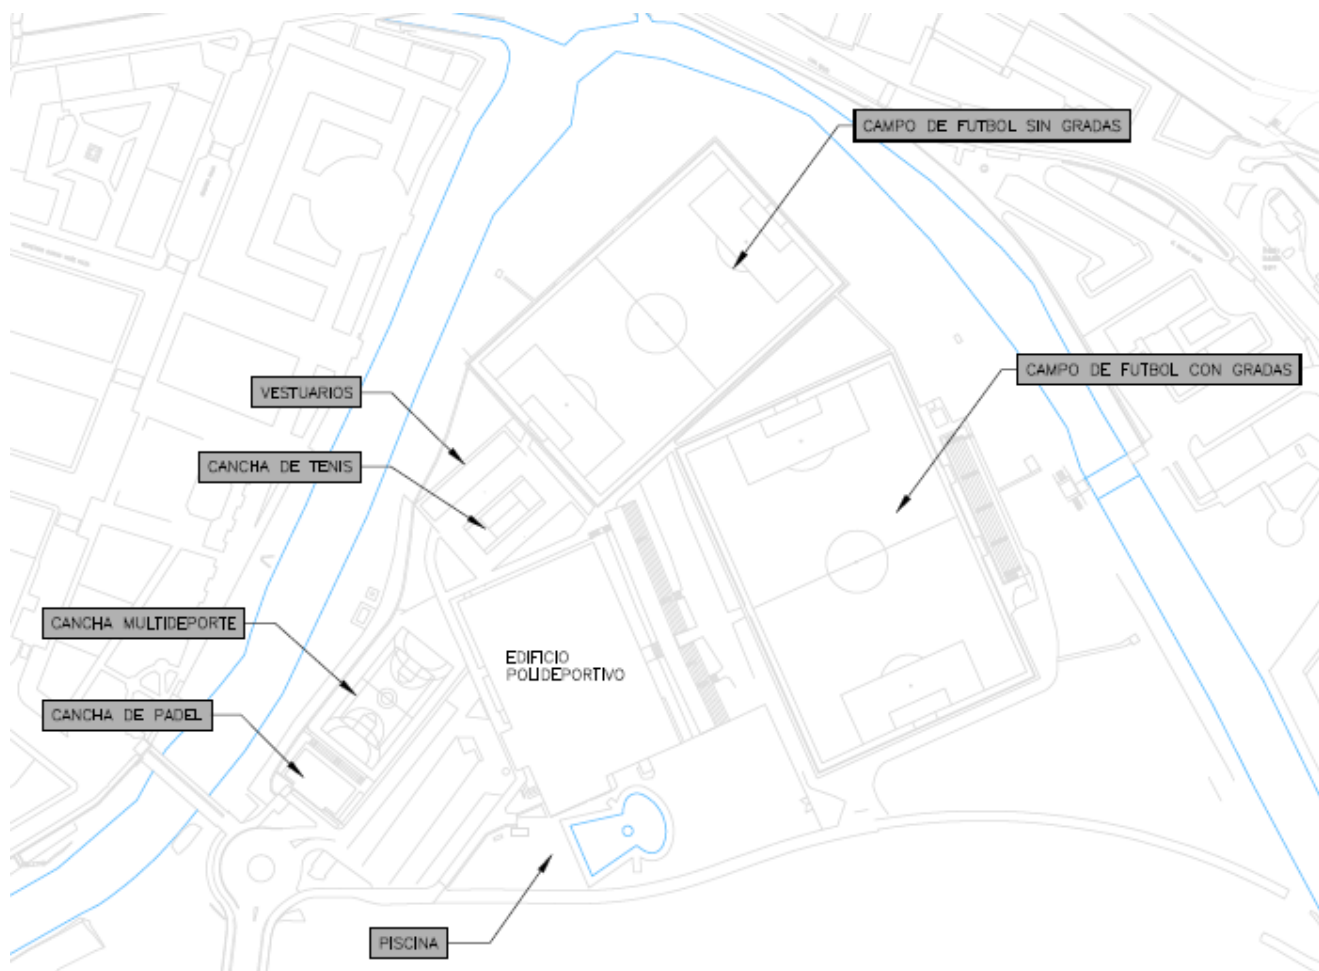 CAMPO DE FUTBOL SIN GRADAS
CAMPO DE FUTBOL CON GRADAS
VESTUARIOS
CANCHA DE TENIS
CANCHA MULTIDEPORTE
EDIFICIO
POLIDEPORTIVO
CANCHA DE PADEL
PISCINA